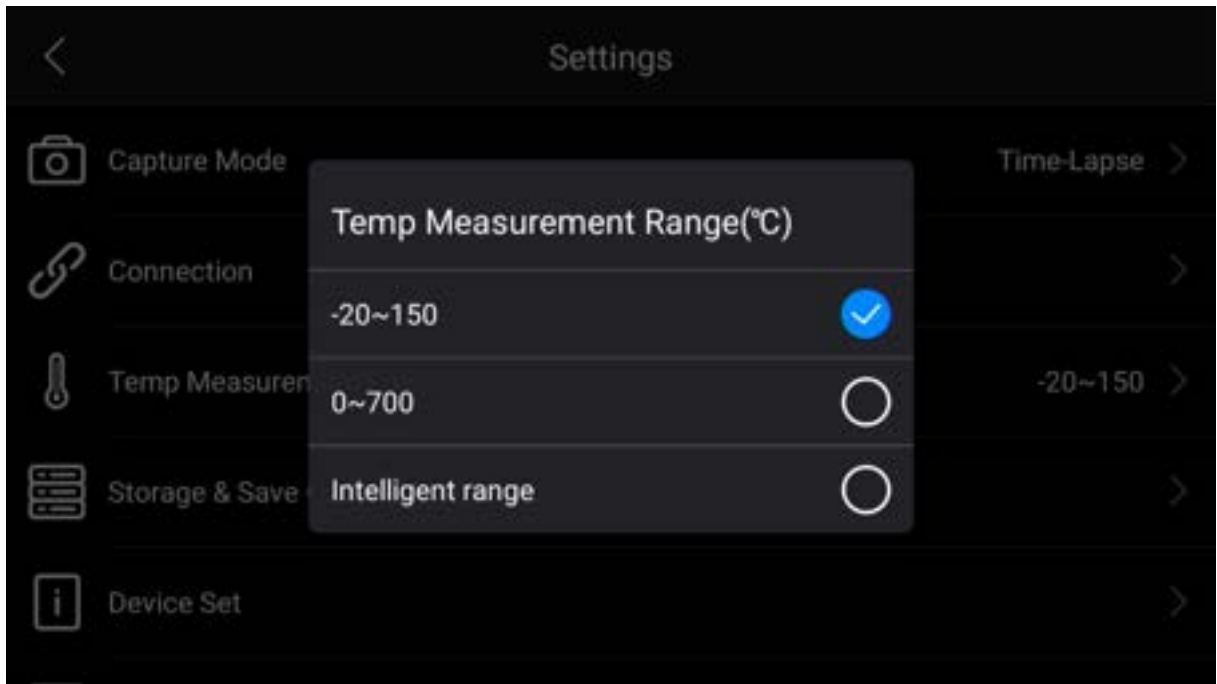 Settings
Capture Mode
Time-Lapse
Temp Measurement Range(℃)
Connection
-20~150
Temp Measuren
-20~150
0~700
Storage & Save
Intelligent range
Device Set